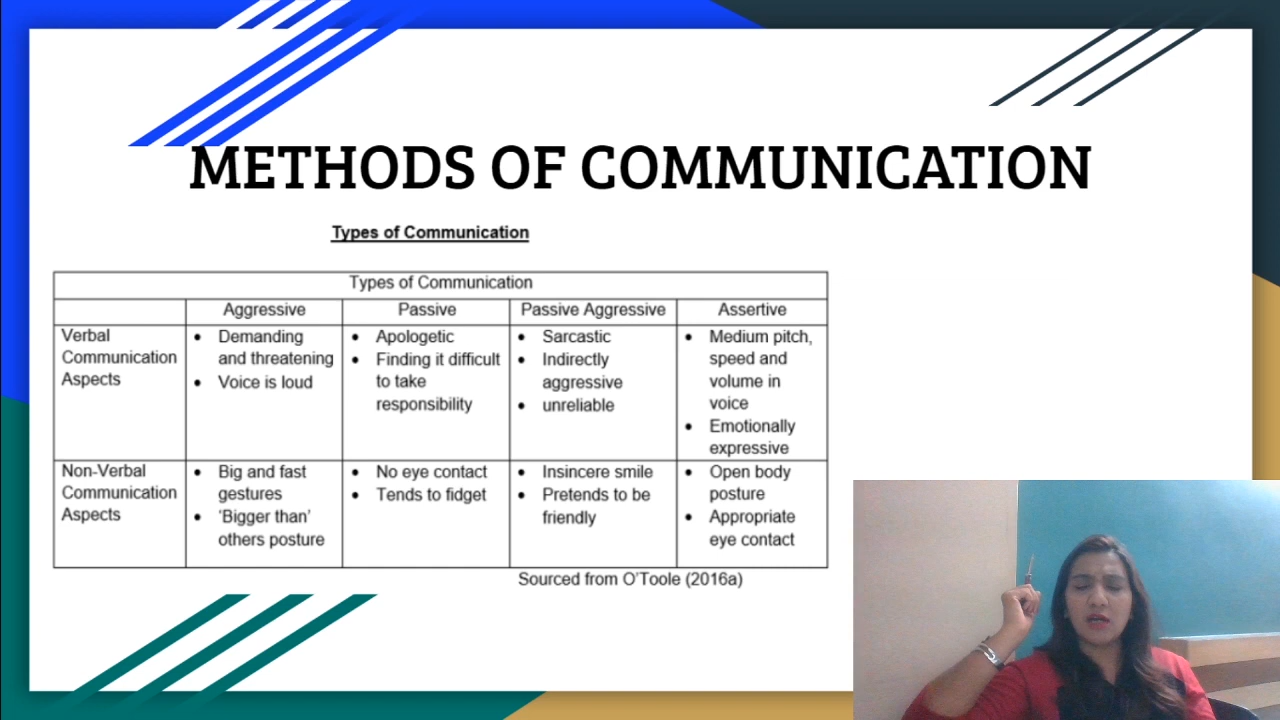 METHODS OF COMMUNICATION
Types of Communication
Types of Communication
Aggressive
Passive
Passive Aggressive
Assertive
Verbal
Communication
Aspects
• Demanding
and threatening
• Voice is loud
• Apologetic
• Finding it difficult
to take
responsibility
• Sarcastic
• Indirectly
aggressive
• unreliable
• Medium pitch,
speed and
volume in
voice
• Emotionally
expressive
Non-Verbal
Communication
Aspects
• Big and fast
gestures
• ‘Bigger than’
others posture
• No eye contact
• Tends to fidget
• Insincere smile
• Pretends to be
friendly
• Open body
posture
• Appropriate
eye contact
Sourced from O’Toole (2016a)